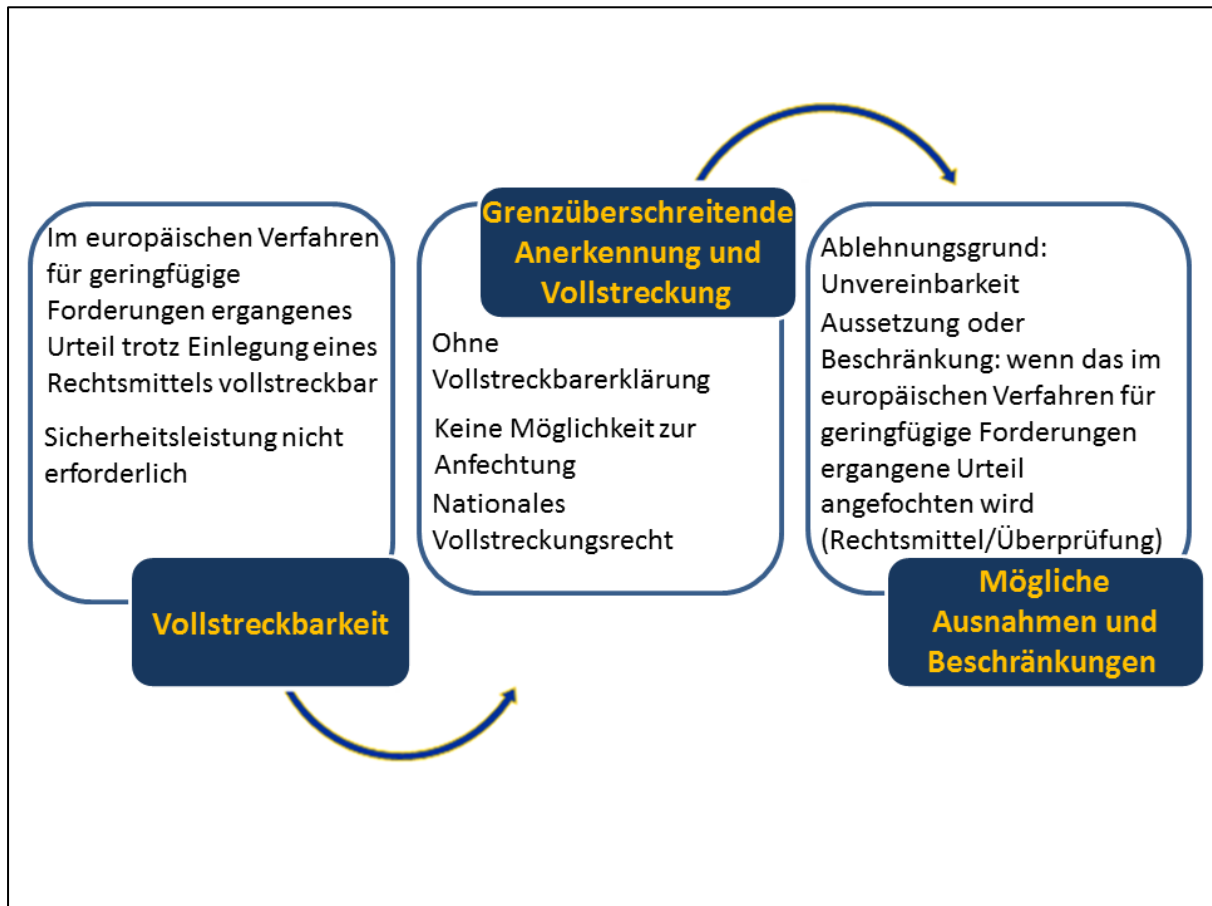 Im europäischen Verfahren
für geringfügige
Forderungen ergangenes
Urteil trotz Einlegung eines
Rechtsmittels vollstreckbar
Sicherheitsleistung nicht
erforderlich
Vollstreckbarkeit
Grenzüberschreitende
Anerkennung und
Vollstreckung
Ohne
Vollstreckbarerklärung
Keine Möglichkeit zur
Anfechtung
Nationales
Vollstreckungsrecht
Ablehnungsgrund:
Unvereinbarkeit
Aussetzung oder
Beschränkung: wenn das im
europäischen Verfahren für
geringfügige Forderungen
ergangene Urteil
angefochten wird
(Rechtsmittel/Überprüfung)
Mögliche
Ausnahmen und
Beschränkungen